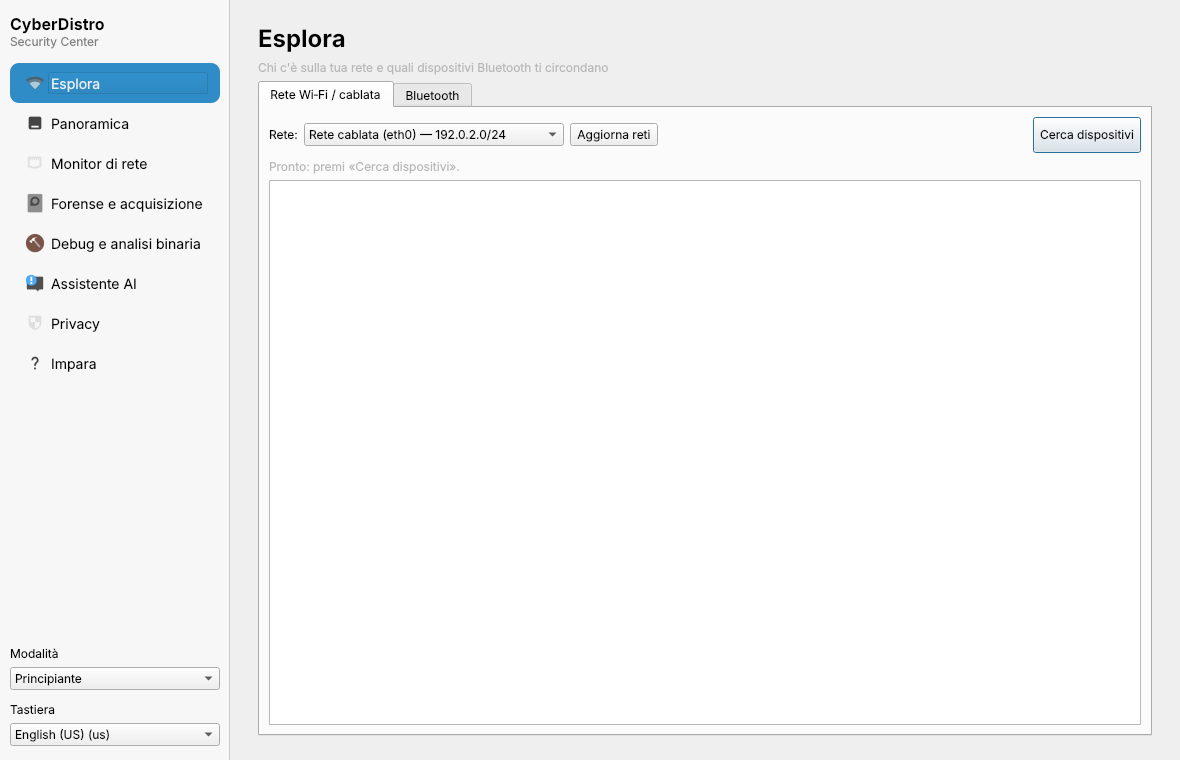 CyberDistro
Security Center
Esplora
Panoramica
Monitor di rete
Forense e acquisizione
Debug e analisi binaria
Assistente AI
Privacy
? Impara
Modalità
Principiante
Tastiera
English (US) (us)
Esplora
Chi c'è sulla tua rete e quali dispositivi Bluetooth ti circondano
Rete Wi-Fi / cablata
Bluetooth
Rete: Rete cablata (eth0) — 192.0.2.0/24 Aggiorna reti Cerca dispositivi
Pronto: premi «Cerca dispositivi».